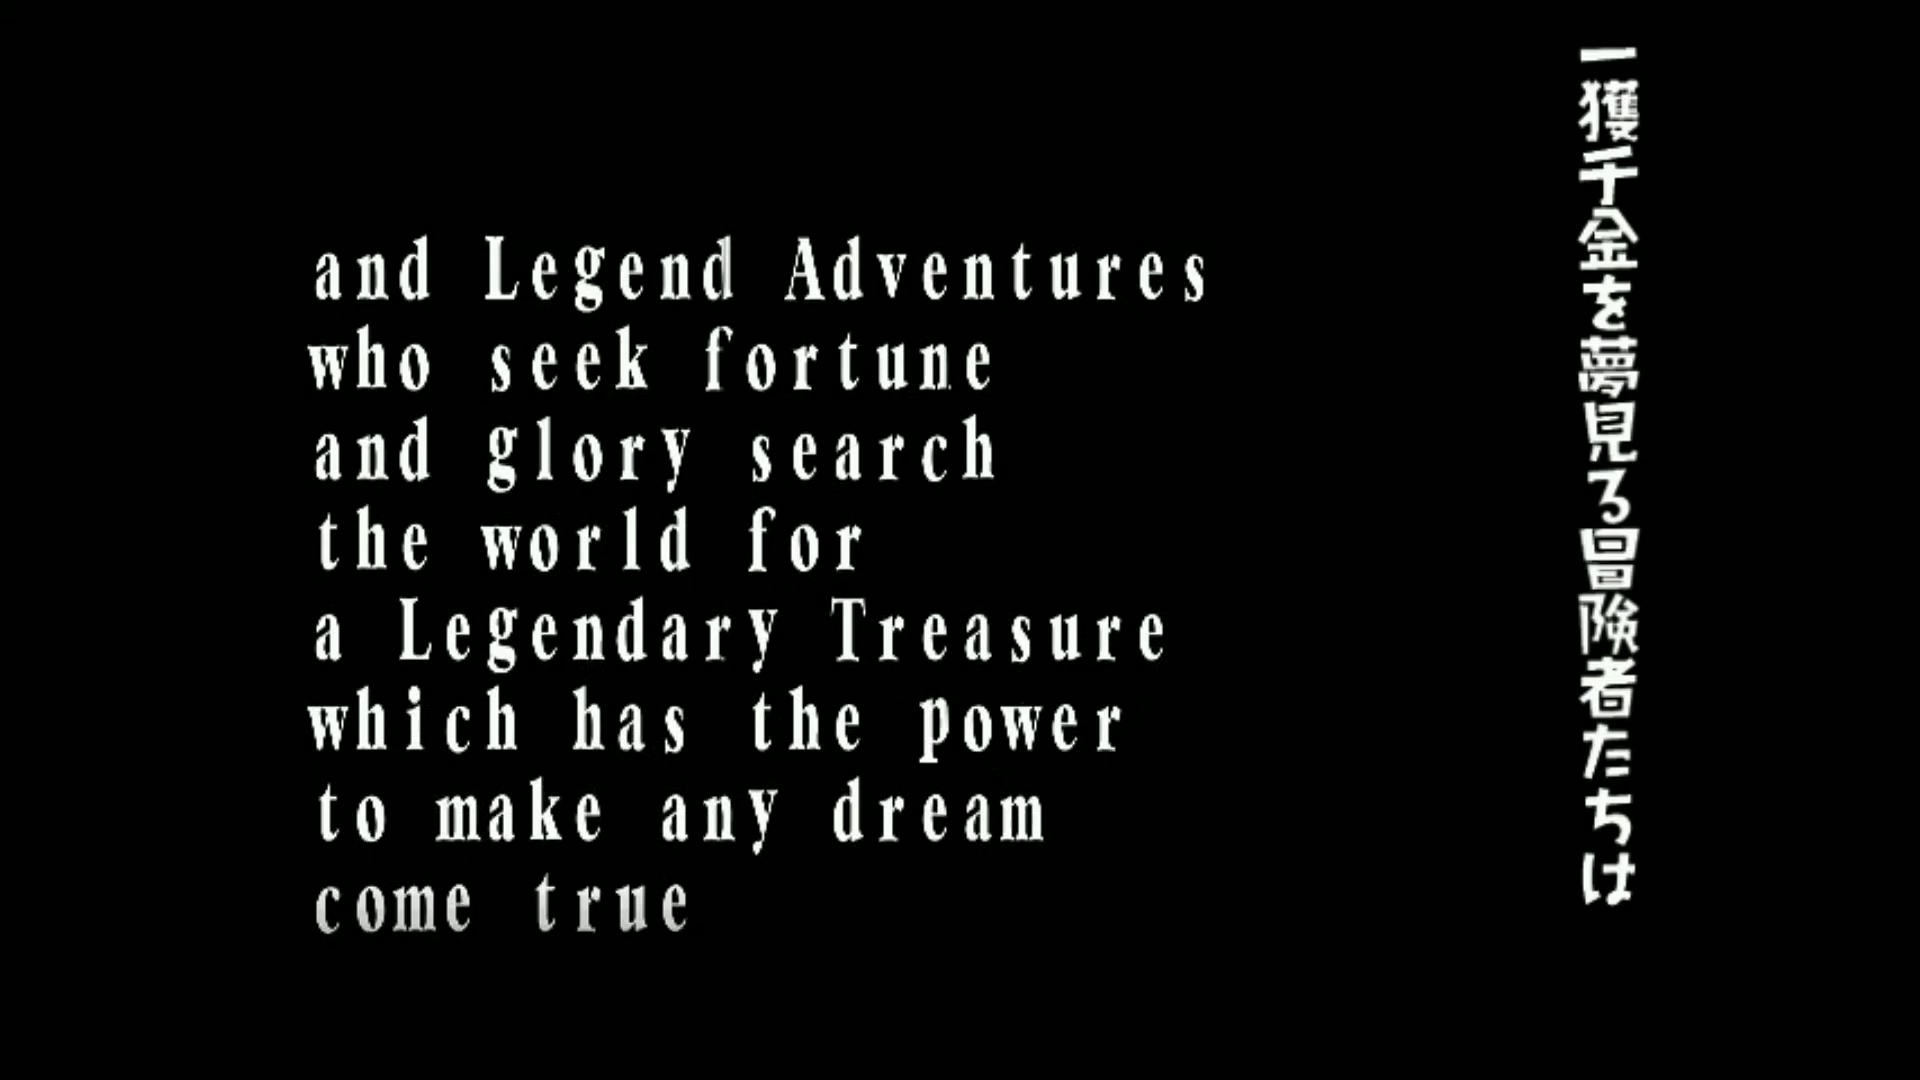 and Legend Adventures
who seek fortune
and glory search
the world for
a Legendary Treasure
which has the power
to make any dream
come true
一獲千金を夢見る冒険者たちは